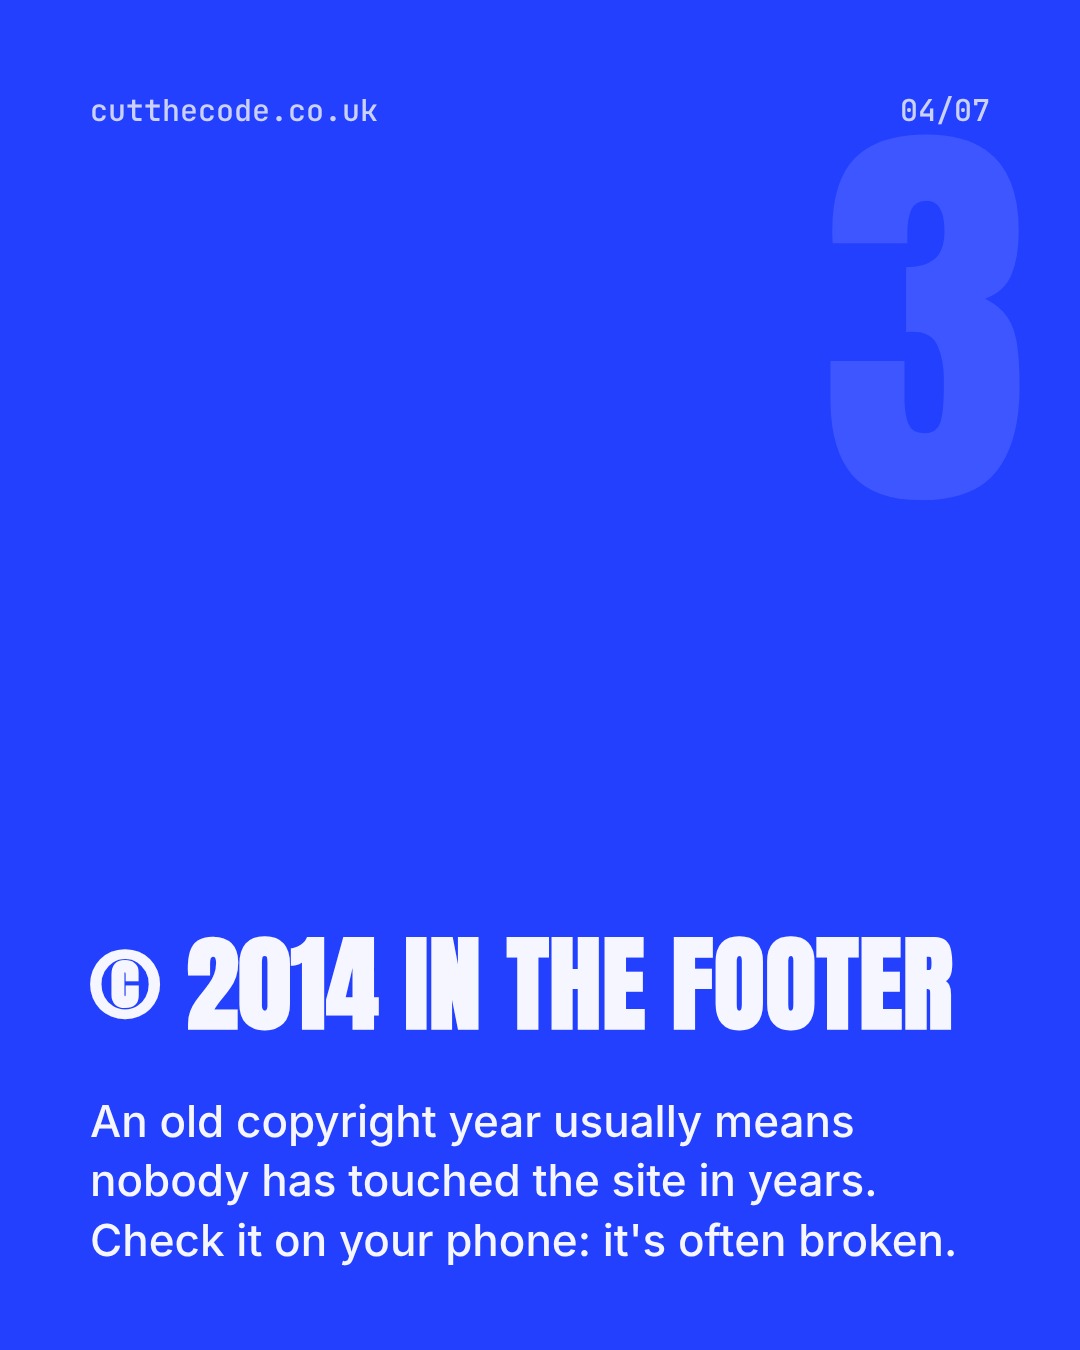 cutthecode.co.uk
04/07
3
© 2014 IN THE FOOTER
An old copyright year usually means
nobody has touched the site in years.
Check it on your phone: it's often broken.